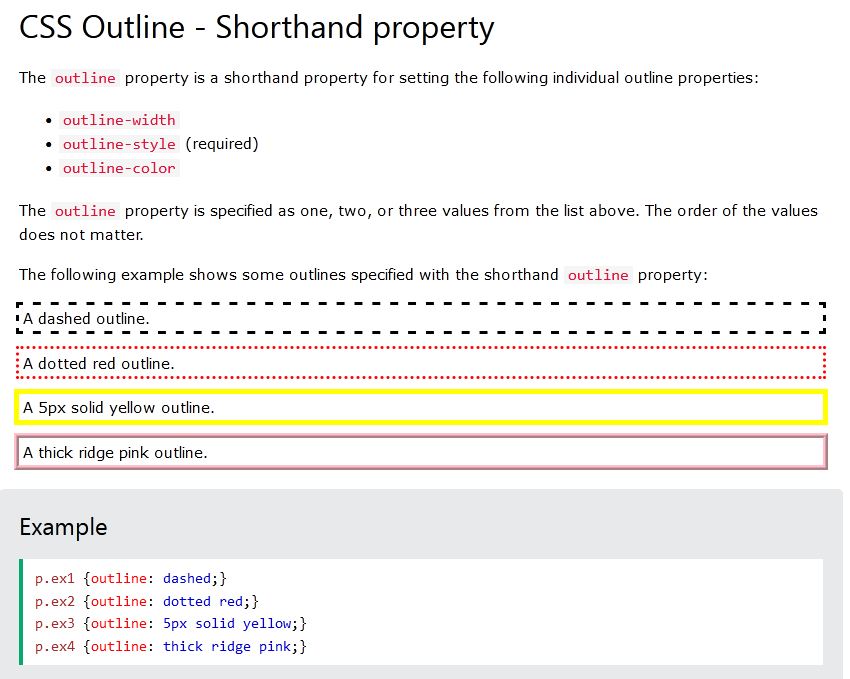 CSS Outline - Shorthand property
The outline property is a shorthand property for setting the following individual outline properties:
• outline-width
• outline-style (required)
• outline-color
The outline property is specified as one, two, or three values from the list above. The order of the values
does not matter.
The following example shows some outlines specified with the shorthand outline property:
A dashed outline.
A dotted red outline.
A 5px solid yellow outline.
A thick ridge pink outline.
Example
p.ex1 {outline: dashed;}
p.ex2 {outline: dotted red;}
p.ex3 {outline: 5px solid yellow;}
p.ex4 {outline: thick ridge pink;}